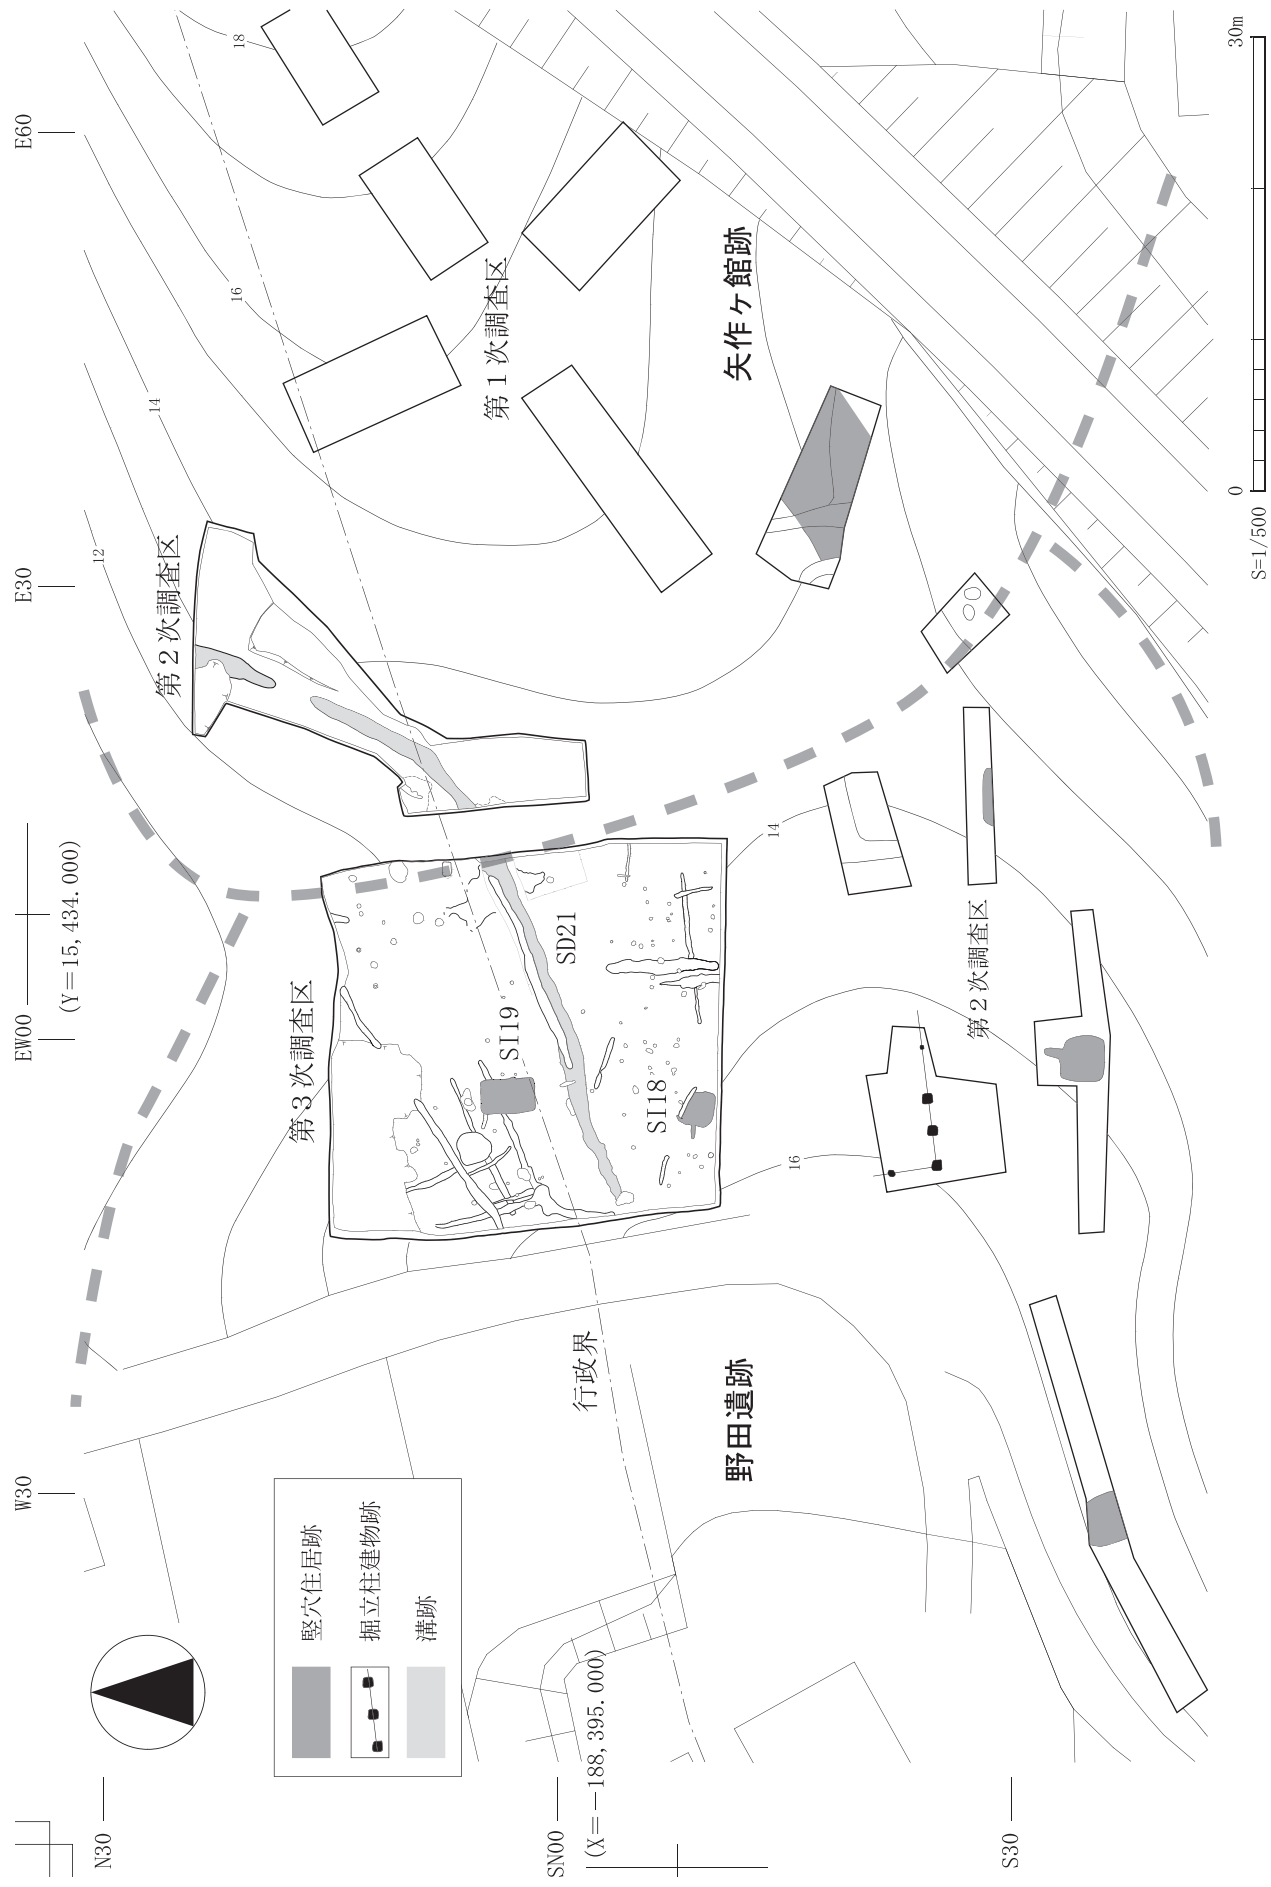 E60
E30
EW00
(Y＝15,434.000)
W30
N30
SN00
(X＝−188,395.000)
S30
30m
0
S=1/500
18
16
14
12
14
16
第1次調査区
第2次調査区
第3次調査区
第2次調査区
矢作ヶ館跡
野田遺跡
行政界
SI19
SD21
SI18
竪穴住居跡
掘立柱建物跡
溝跡